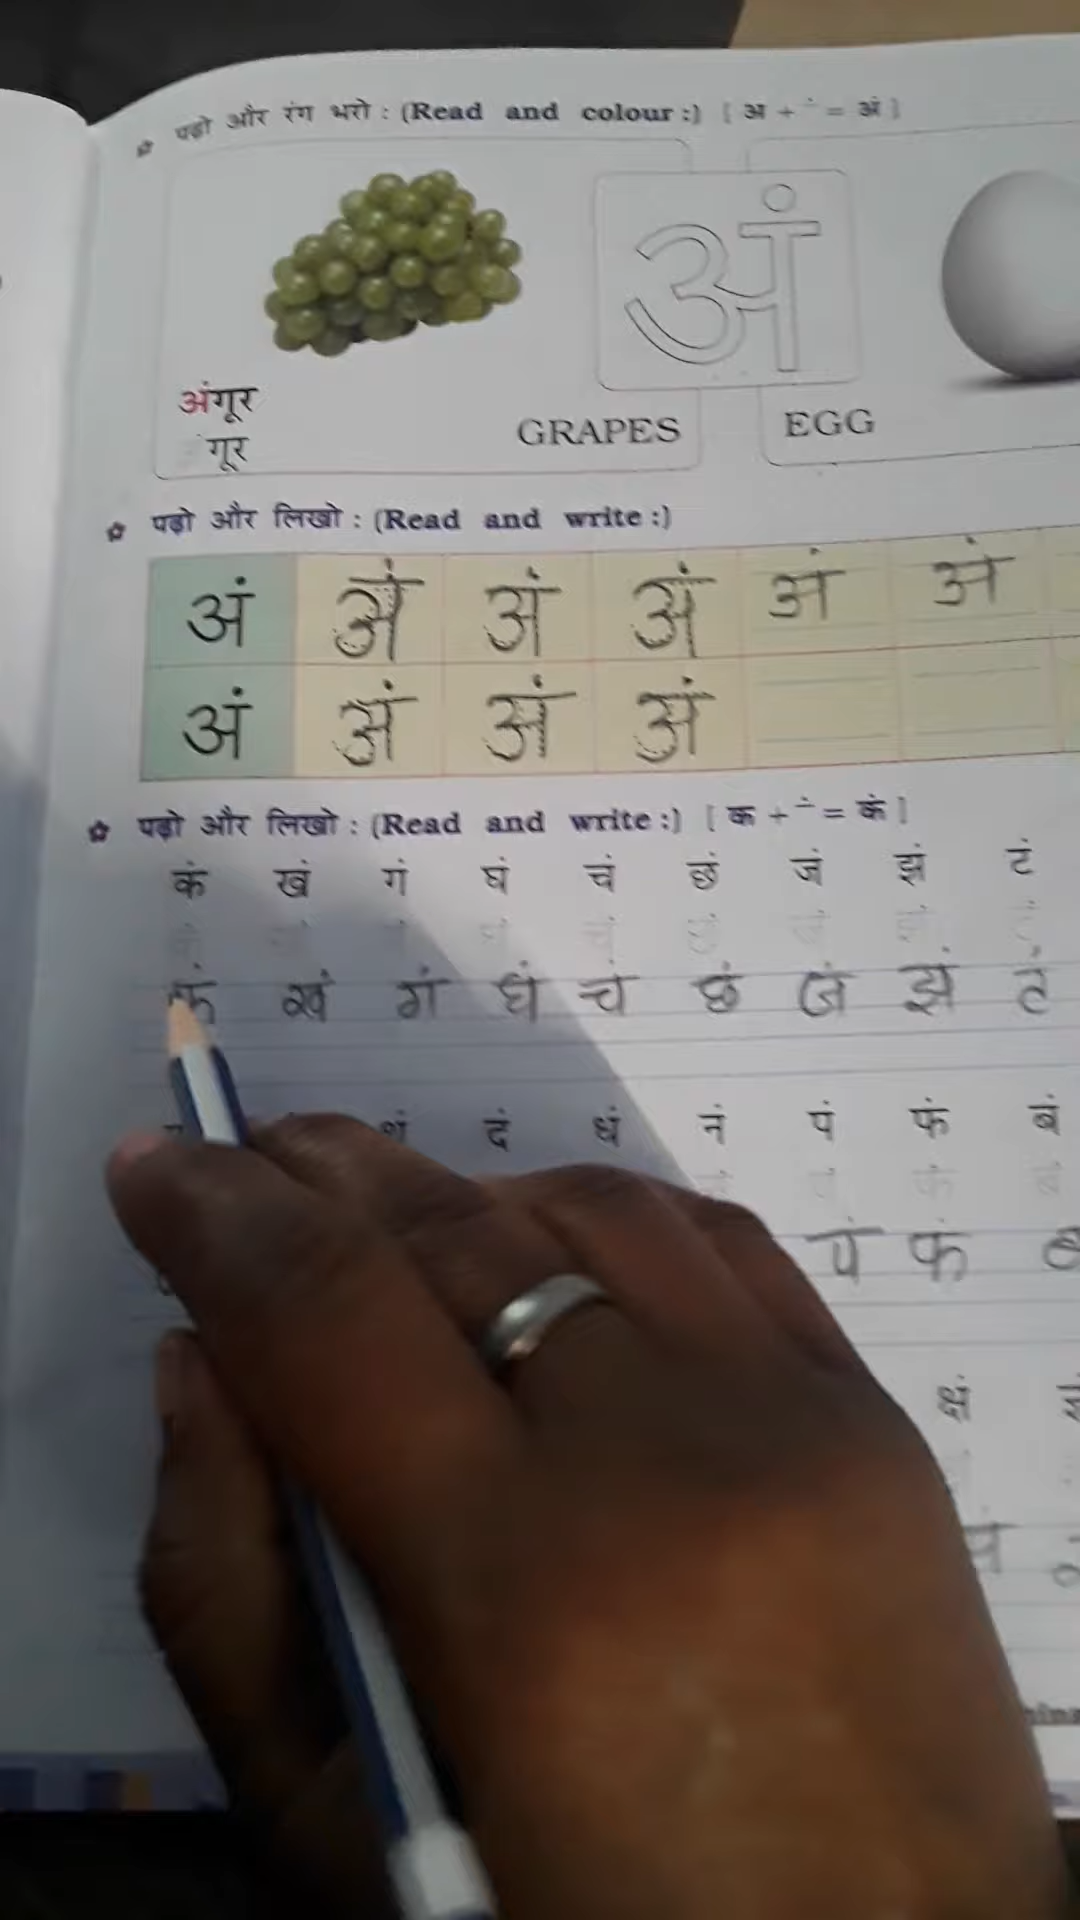 पढ़ो और रंग भरो : (Read and colour :) [ अ + ं = अं ]
अं
अंगूर GRAPES EGG
गूर
पढ़ो और लिखो : (Read and write :)
अं अं अं अं अं अं
अं अं अं अं
पढ़ो और लिखो : (Read and write :) [ क + ं = कं ]
कं खं गं घं चं छं जं झं टं
कं खं गं घं चं छं जं झं टं
थं दं धं नं पं फं बं
पं फं
क्षं